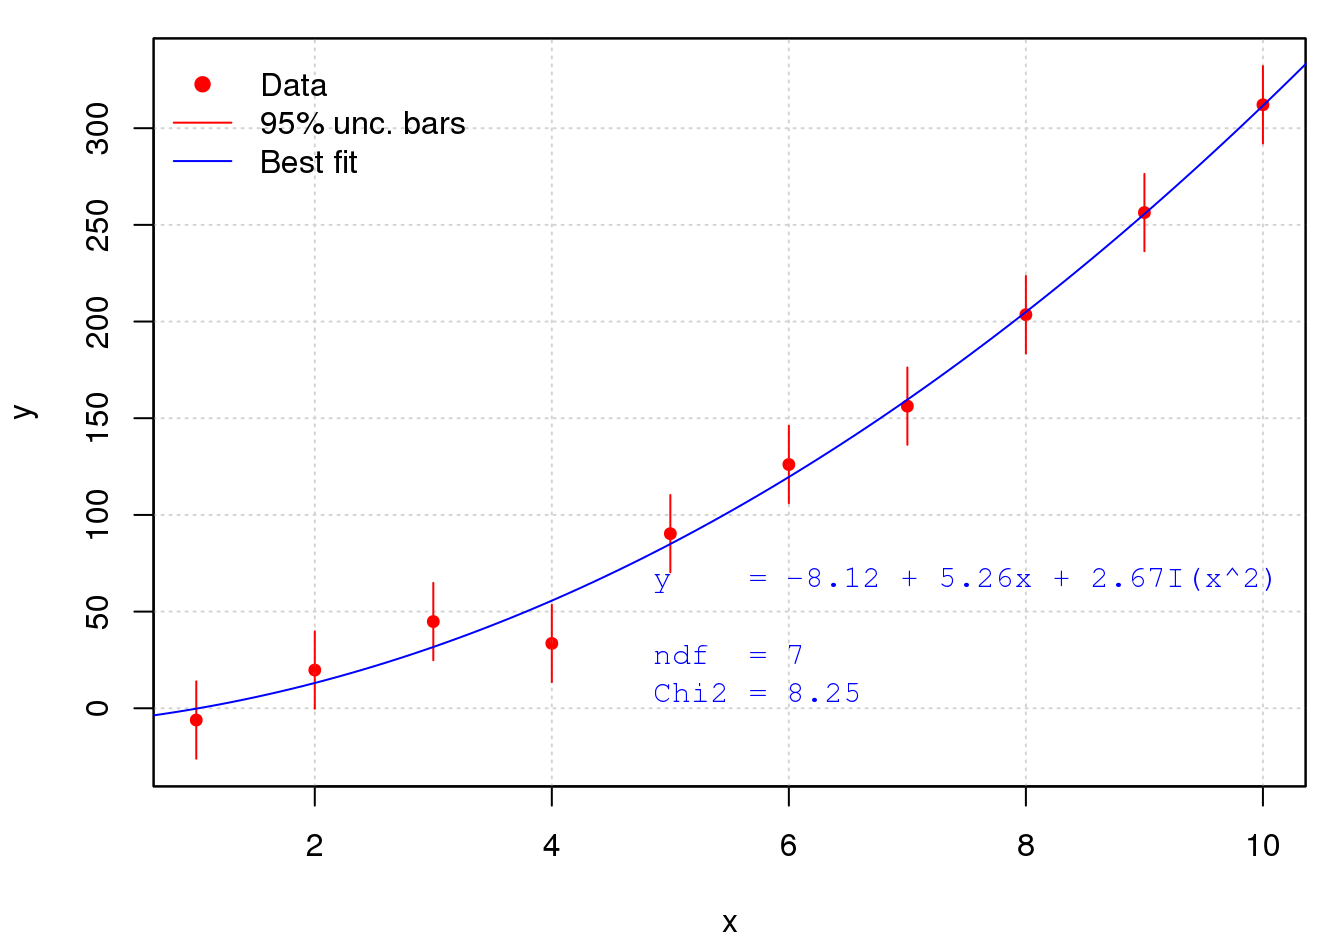 Data
95% unc. bars
Best fit
300
250
200
150
100
50
0
y
y = −8.12 + 5.26x + 2.67I(x^2)
ndf = 7
Chi2 = 8.25
2 4 6 8 10
x